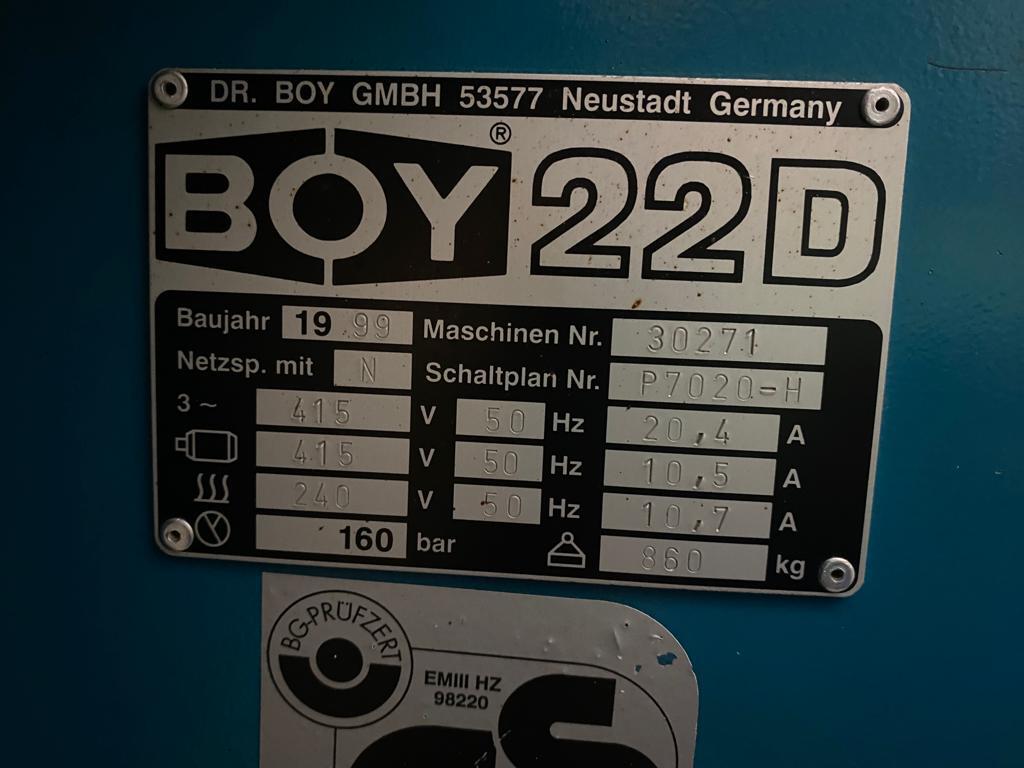 DR. BOY GMBH 53577 Neustadt Germany
BOY ® 22D
Baujahr 1999 Maschinen Nr. 30271
Netzsp. mit N Schaltplan Nr. P7020-H
3 ~ 415 V 50 Hz 20,4 A
415 V 50 Hz 10,5 A
240 V 50 Hz 10,7 A
160 bar 860 kg
BG-PRÜFZERT
EMIII HZ
98220
GS